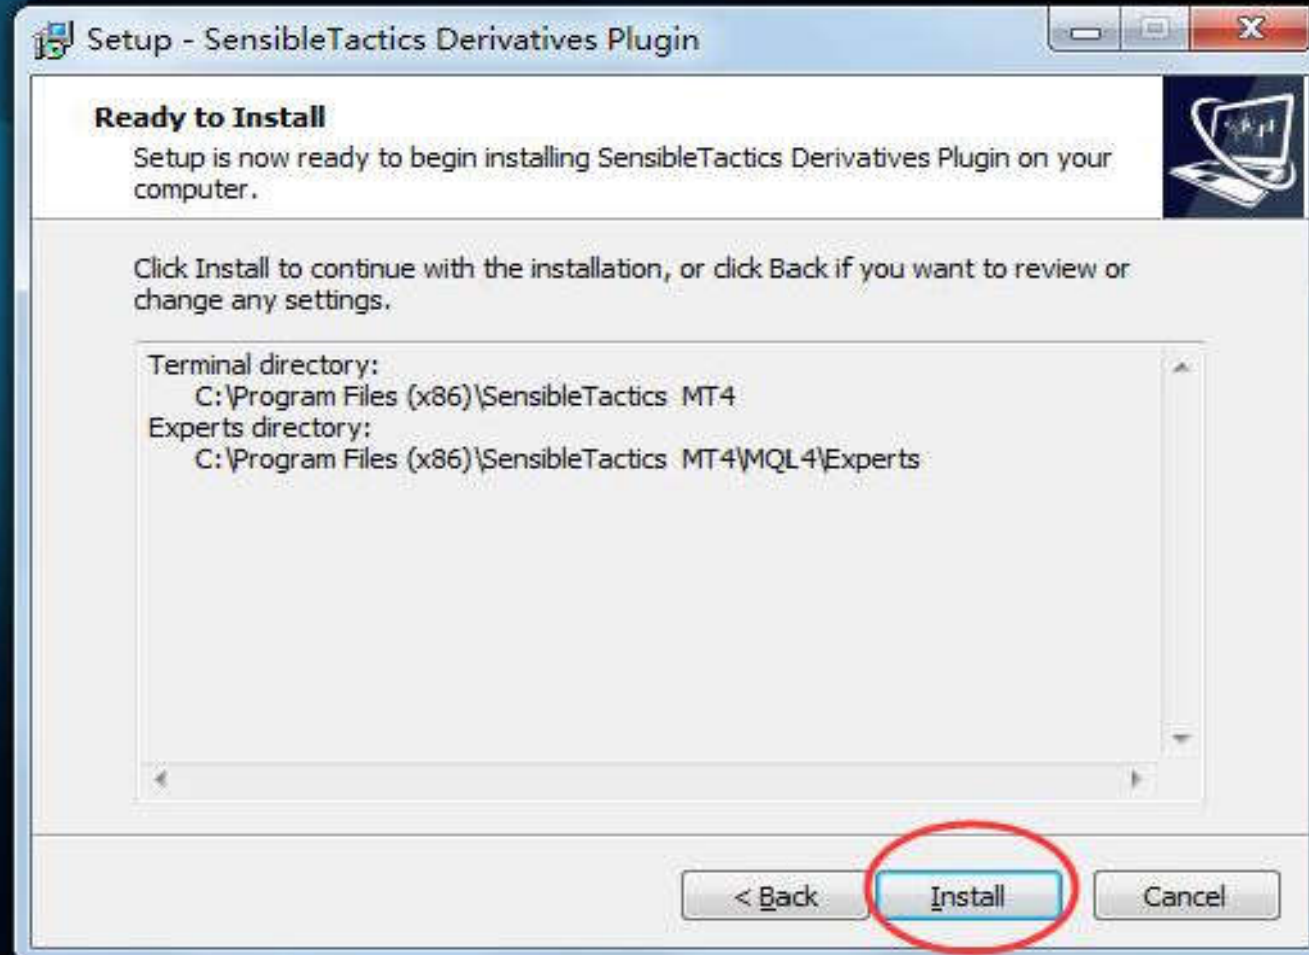 Setup - SensibleTactics Derivatives Plugin
Ready to Install
Setup is now ready to begin installing SensibleTactics Derivatives Plugin on your
computer.
Click Install to continue with the installation, or click Back if you want to review or
change any settings.
Terminal directory:
C:\Program Files (x86)\SensibleTactics  MT4
Experts directory:
C:\Program Files (x86)\SensibleTactics  MT4\MQL4\Experts
< Back
Install
Cancel